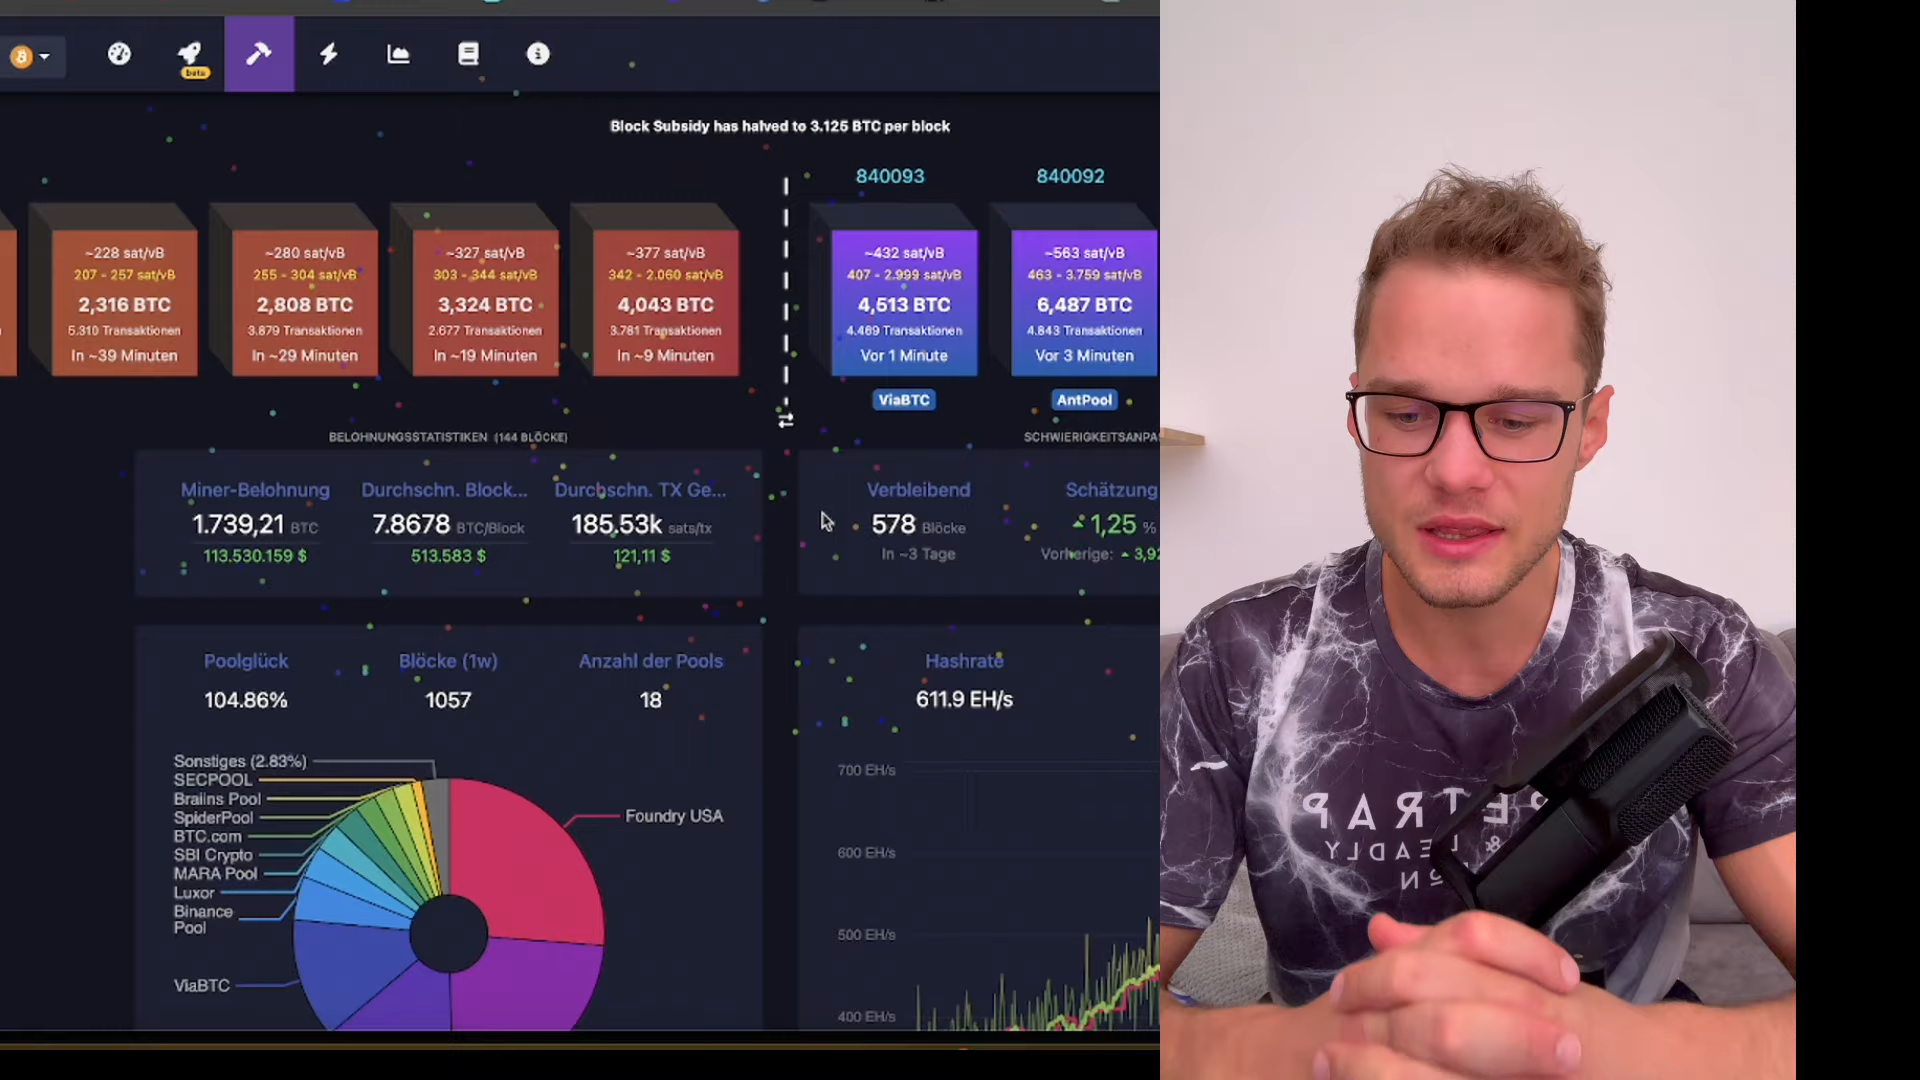 beta
Block Subsidy has halved to 3.125 BTC per block
840093
840092
~228 sat/vB
207 - 257 sat/vB
2,316 BTC
5.310 Transaktionen
In ~39 Minuten
~280 sat/vB
255 - 304 sat/vB
2,808 BTC
3.879 Transaktionen
In ~29 Minuten
~327 sat/vB
303 - 344 sat/vB
3,324 BTC
2.677 Transaktionen
In ~19 Minuten
~377 sat/vB
342 - 2.060 sat/vB
4,043 BTC
3.781 Transaktionen
In ~9 Minuten
~432 sat/vB
407 - 2.999 sat/vB
4,513 BTC
4.469 Transaktionen
Vor 1 Minute
ViaBTC
~563 sat/vB
463 - 3.759 sat/vB
6,487 BTC
4.843 Transaktionen
Vor 3 Minuten
AntPool
BELOHNUNGSSTATISTIKEN (144 BLÖCKE)
Miner-Belohnung
1.739,21 BTC
113.530.159 $
Durchschn. Block...
7.8678 BTC/Block
513.583 $
Durchschn. TX Ge...
185.53k sats/tx
121,11 $
SCHWIERIGKEITSANPA
Verbleibend
578 Blöcke
In ~3 Tage
Schätzung
1,25 %
Vorherige: 3,92
Poolglück
104.86%
Blöcke (1w)
1057
Anzahl der Pools
18
Sonstiges (2.83%)
SECPOOL
Braiins Pool
SpiderPool
BTC.com
SBI Crypto
MARA Pool
Luxor
Binance
Pool
ViaBTC
Foundry USA
Hashrate
611.9 EH/s
700 EH/s
600 EH/s
500 EH/s
400 EH/s
PETRAP
&
LEADLY